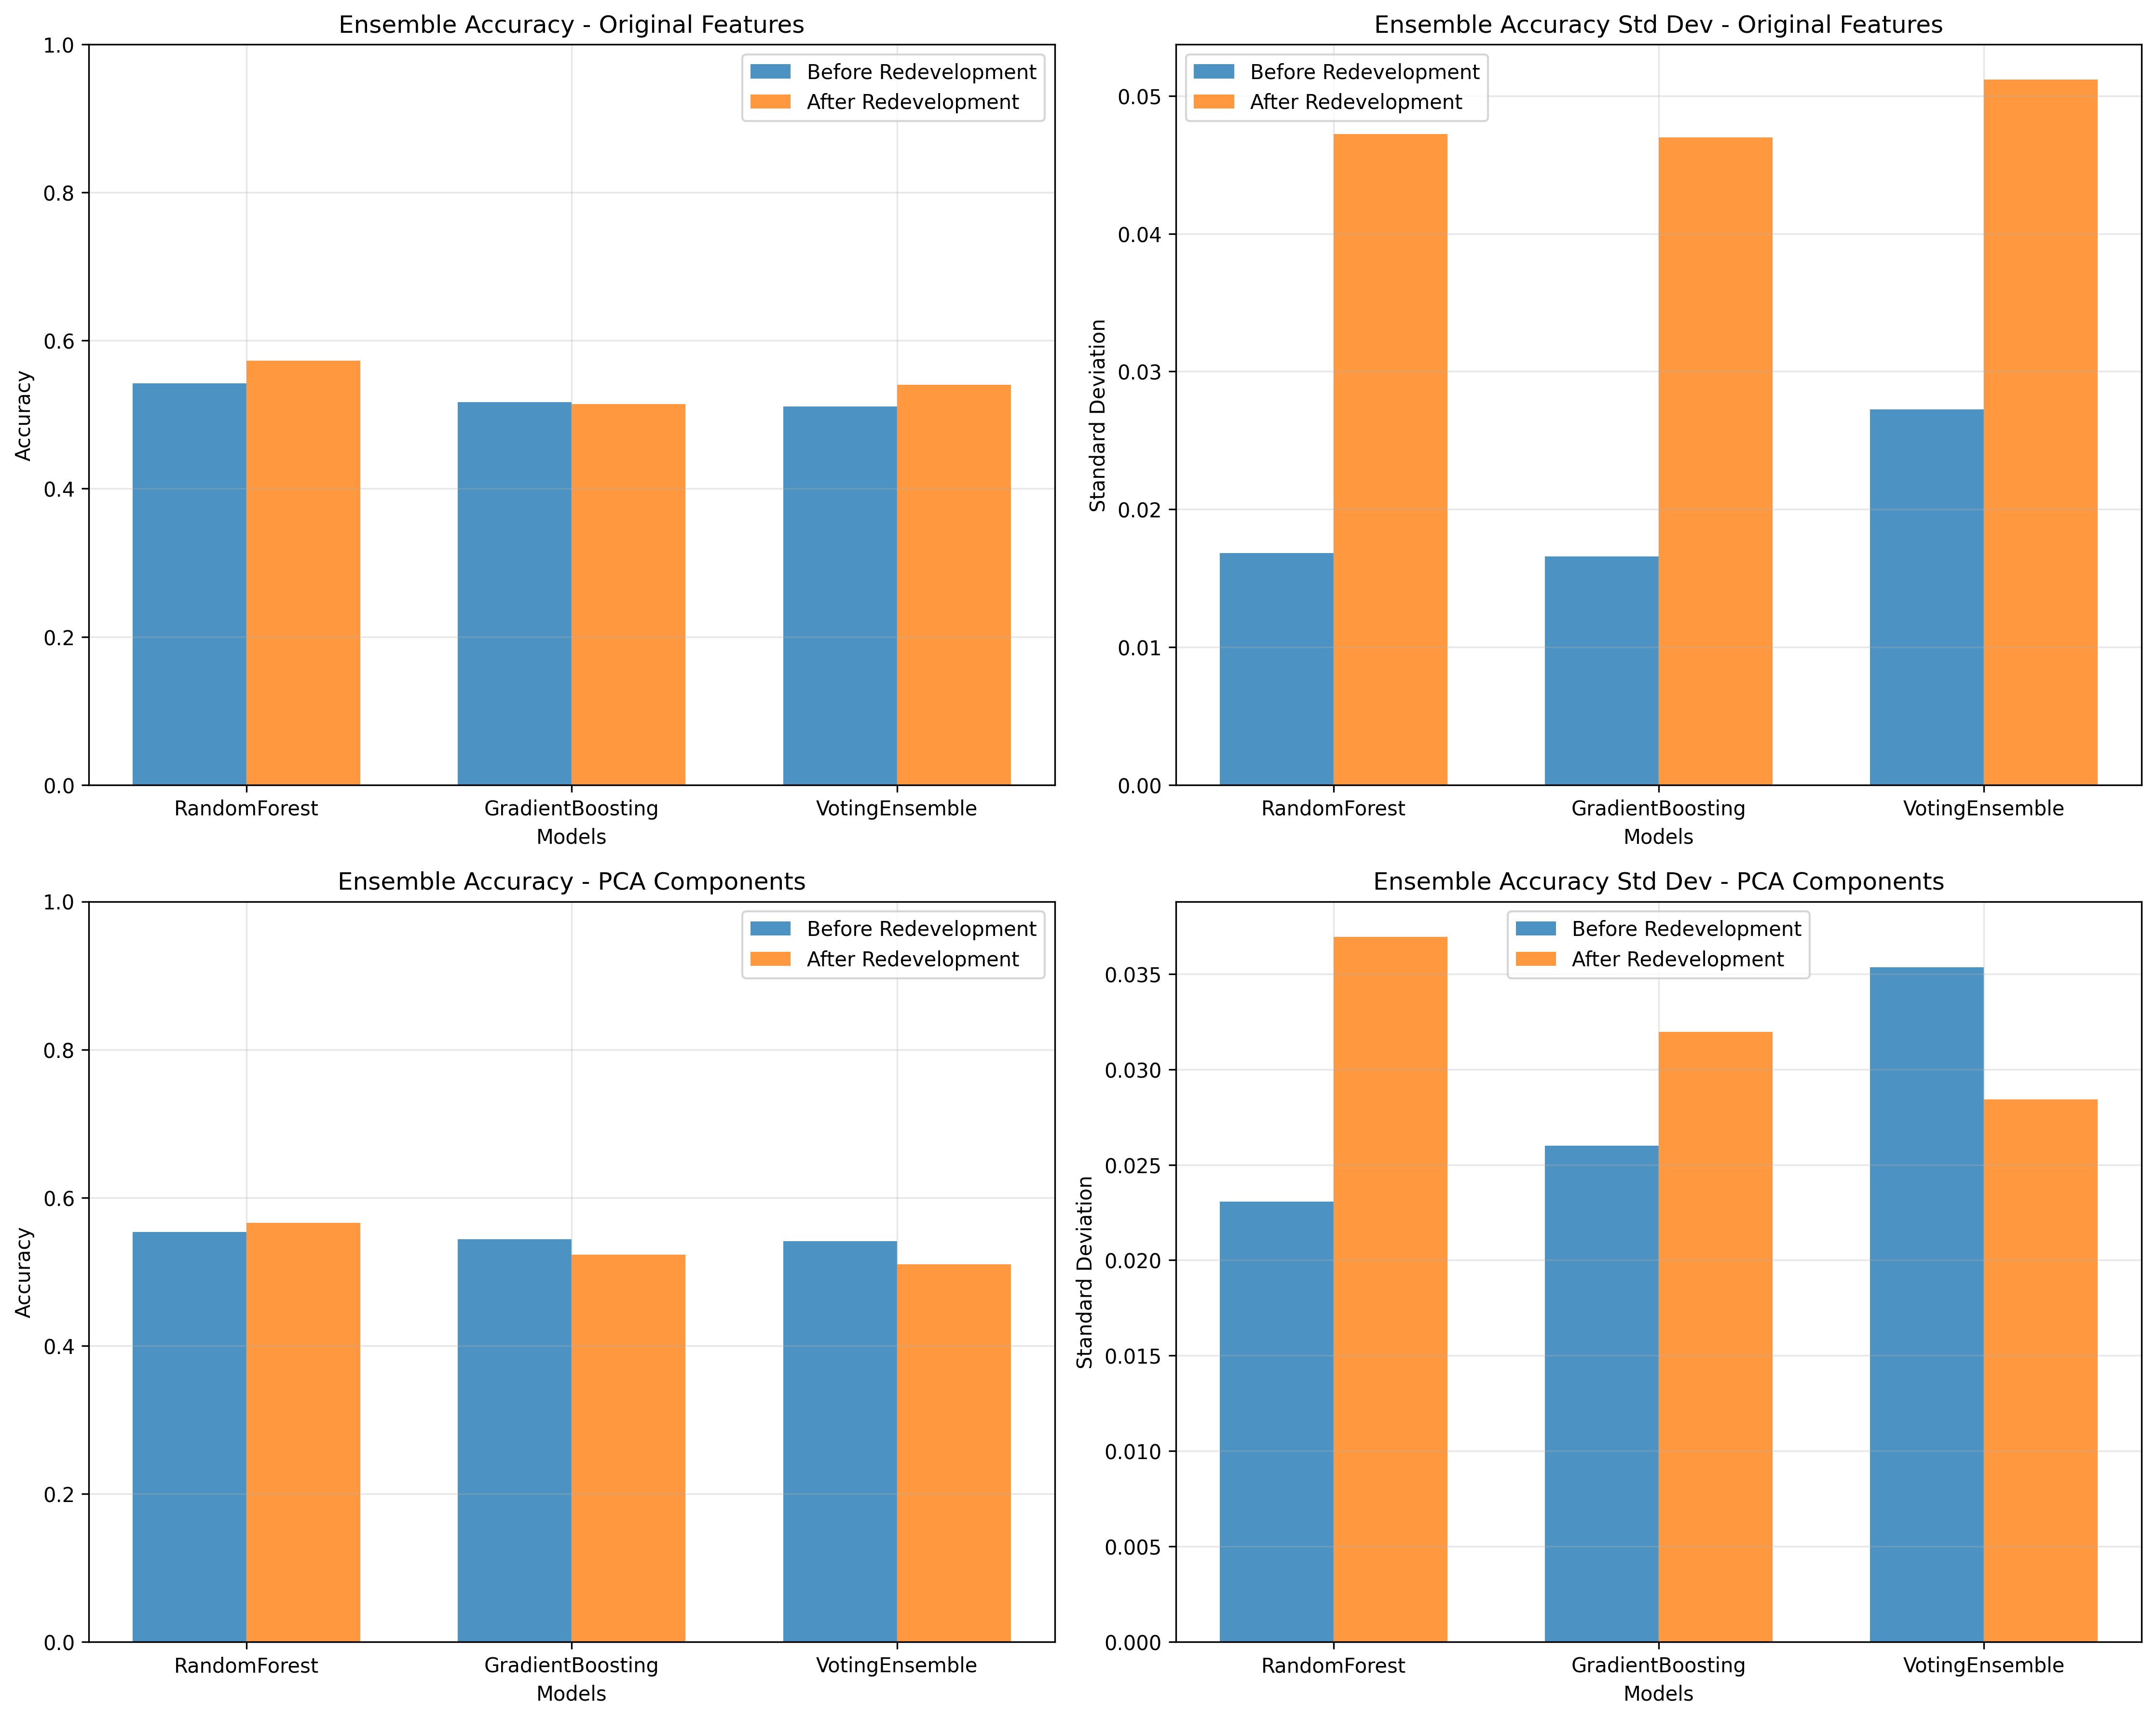 Ensemble Accuracy - Original Features
Before Redevelopment
After Redevelopment
1.0
0.8
0.6
0.4
0.2
0.0
Accuracy
RandomForest GradientBoosting VotingEnsemble
Models
Ensemble Accuracy Std Dev - Original Features
Before Redevelopment
After Redevelopment
0.05
0.04
0.03
0.02
0.01
0.00
Standard Deviation
RandomForest GradientBoosting VotingEnsemble
Models
Ensemble Accuracy - PCA Components
Before Redevelopment
After Redevelopment
1.0
0.8
0.6
0.4
0.2
0.0
Accuracy
RandomForest GradientBoosting VotingEnsemble
Models
Ensemble Accuracy Std Dev - PCA Components
Before Redevelopment
After Redevelopment
0.035
0.030
0.025
0.020
0.015
0.010
0.005
0.000
Standard Deviation
RandomForest GradientBoosting VotingEnsemble
Models